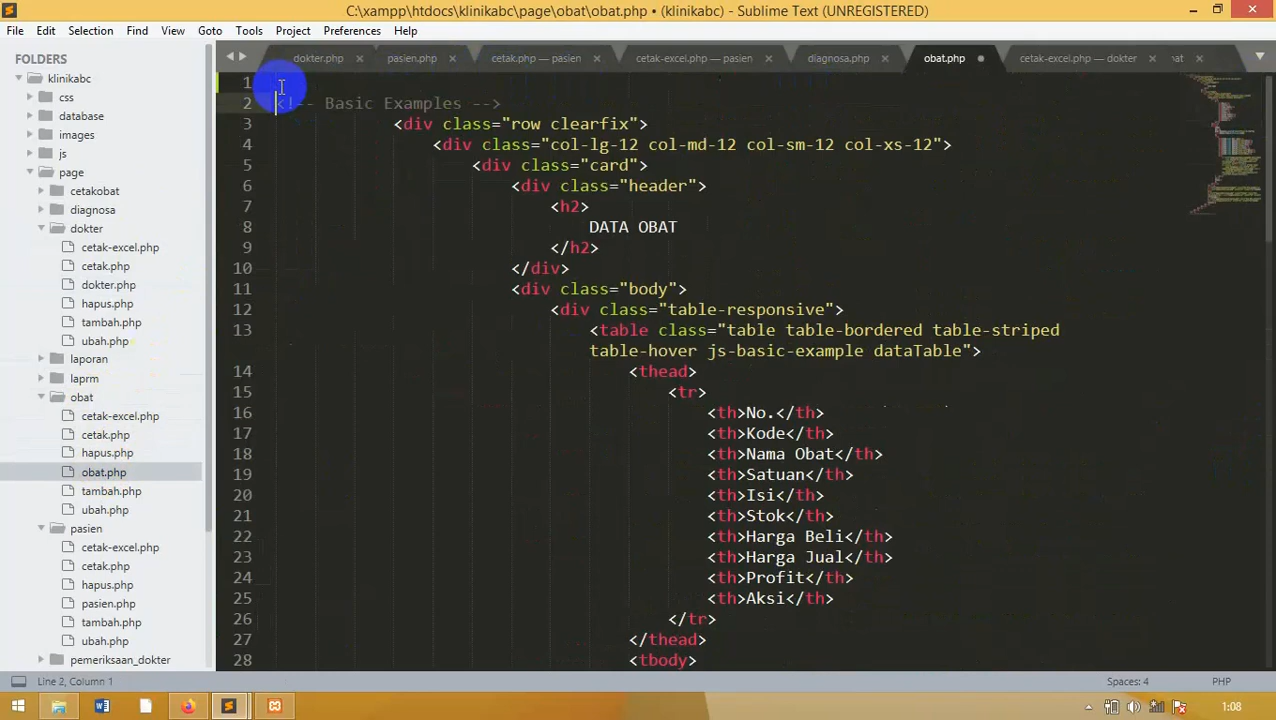 C:\xampp\htdocs\klinikabc\page\obat\obat.php • (klinikabc) - Sublime Text (UNREGISTERED)
File Edit Selection Find View Goto Tools Project Preferences Help
dokter.php pasien.php cetak.php — pasien cetak-excel.php — pasien diagnosa.php obat.php cetak-excel.php — dokter
FOLDERS
klinikabc
css
database
images
js
page
cetakobat
diagnosa
dokter
cetak-excel.php
cetak.php
dokter.php
hapus.php
tambah.php
ubah.php
laporan
laprm
obat
cetak-excel.php
cetak.php
hapus.php
obat.php
tambah.php
ubah.php
pasien
cetak-excel.php
cetak.php
hapus.php
pasien.php
tambah.php
ubah.php
pemeriksaan_dokter
1
2 <!-- Basic Examples -->
3 <div class="row clearfix">
4 <div class="col-lg-12 col-md-12 col-sm-12 col-xs-12">
5 <div class="card">
6 <div class="header">
7 <h2>
8 DATA OBAT
9 </h2>
10 </div>
11 <div class="body">
12 <div class="table-responsive">
13 <table class="table table-bordered table-striped
table-hover js-basic-example dataTable">
14 <thead>
15 <tr>
16 <th>No.</th>
17 <th>Kode</th>
18 <th>Nama Obat</th>
19 <th>Satuan</th>
20 <th>Isi</th>
21 <th>Stok</th>
22 <th>Harga Beli</th>
23 <th>Harga Jual</th>
24 <th>Profit</th>
25 <th>Aksi</th>
26 </tr>
27 </thead>
28 <tbody>
Line 2, Column 1 Spaces: 4 PHP
1:08